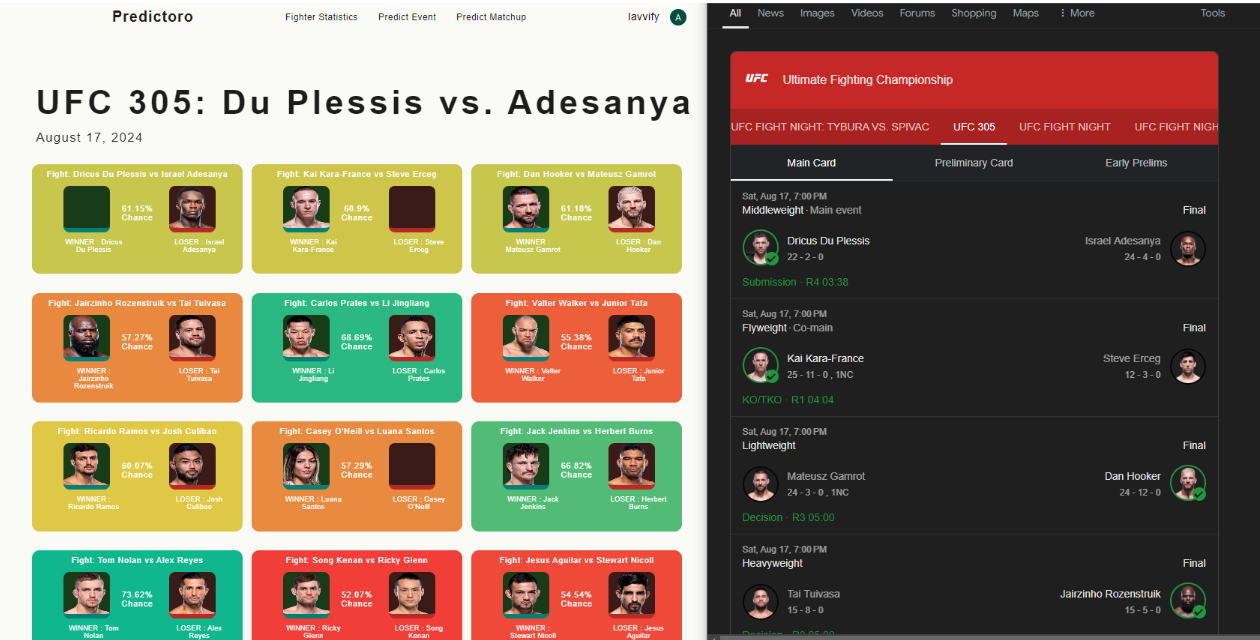 Predictoro
Fighter Statistics
Predict Event
Predict Matchup
lavvify
A
UFC 305: Du Plessis vs. Adesanya
August 17, 2024
Fight: Dricus Du Plessis vs Israel Adesanya
61.15%
Chance
WINNER : Dricus
Du Plessis
LOSER : Israel
Adesanya
Fight: Kai Kara-France vs Steve Erceg
60.9%
Chance
WINNER : Kai
Kara-France
LOSER : Steve
Erceg
Fight: Dan Hooker vs Mateusz Gamrot
61.18%
Chance
WINNER :
Mateusz Gamrot
LOSER : Dan
Hooker
Fight: Jairzinho Rozenstruik vs Tai Tuivasa
57.27%
Chance
WINNER :
Jairzinho
Rozenstruik
LOSER : Tai
Tuivasa
Fight: Carlos Prates vs Li Jingliang
68.69%
Chance
WINNER : Li
Jingliang
LOSER : Carlos
Prates
Fight: Valter Walker vs Junior Tafa
55.38%
Chance
WINNER : Valter
Walker
LOSER : Junior
Tafa
Fight: Ricardo Ramos vs Josh Culibao
60.07%
Chance
WINNER :
Ricardo Ramos
LOSER : Josh
Culibao
Fight: Casey O'Neill vs Luana Santos
57.29%
Chance
WINNER : Luana
Santos
LOSER : Casey
O'Neill
Fight: Jack Jenkins vs Herbert Burns
66.82%
Chance
WINNER : Jack
Jenkins
LOSER : Herbert
Burns
Fight: Tom Nolan vs Alex Reyes
73.62%
Chance
WINNER : Tom
Nolan
LOSER : Alex
Reyes
Fight: Song Kenan vs Ricky Glenn
52.07%
Chance
WINNER : Ricky
Glenn
LOSER : Song
Kenan
Fight: Jesus Aguilar vs Stewart Nicoll
54.54%
Chance
WINNER :
Stewart Nicoll
LOSER : Jesus
Aguilar
All
News
Images
Videos
Forums
Shopping
Maps
More
Tools
UFC
Ultimate Fighting Championship
UFC FIGHT NIGHT: TYBURA VS. SPIVAC
UFC 305
UFC FIGHT NIGHT
UFC FIGHT NIGH
Main Card
Preliminary Card
Early Prelims
Sat, Aug 17, 7:00 PM
Middleweight · Main event
Final
Dricus Du Plessis
22 - 2 - 0
Israel Adesanya
24 - 4 - 0
Submission · R4 03:38
Sat, Aug 17, 7:00 PM
Flyweight · Co-main
Final
Kai Kara-France
25 - 11 - 0 , 1NC
Steve Erceg
12 - 3 - 0
KO/TKO · R1 04:04
Sat, Aug 17, 7:00 PM
Lightweight
Final
Mateusz Gamrot
24 - 3 - 0 , 1NC
Dan Hooker
24 - 12 - 0
Decision · R3 05:00
Sat, Aug 17, 7:00 PM
Heavyweight
Final
Tai Tuivasa
15 - 8 - 0
Jairzinho Rozenstruik
15 - 5 - 0
Decision · R3 05:00